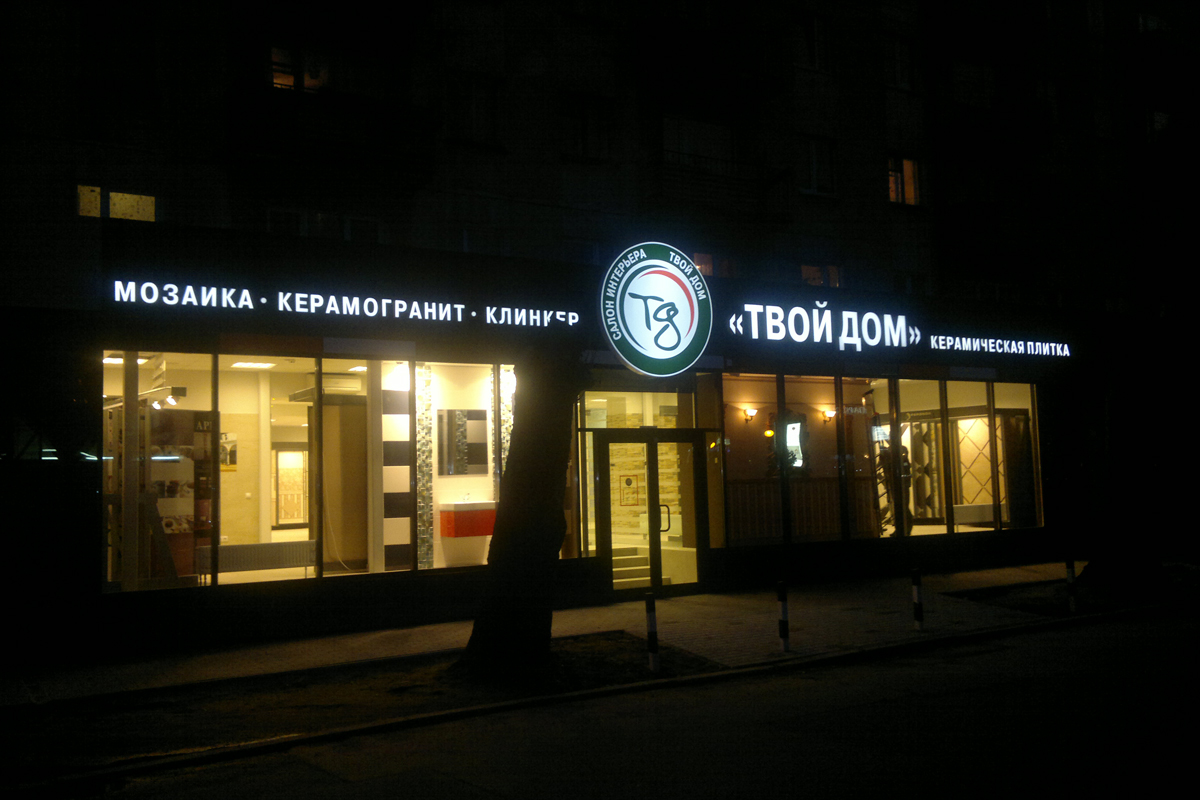 МОЗАИКА · КЕРАМОГРАНИТ · КЛИНКЕР
САЛОН ИНТЕРЬЕРА ТВОЙ ДОМ
тд
«ТВОЙ ДОМ» КЕРАМИЧЕСКАЯ ПЛИТКА